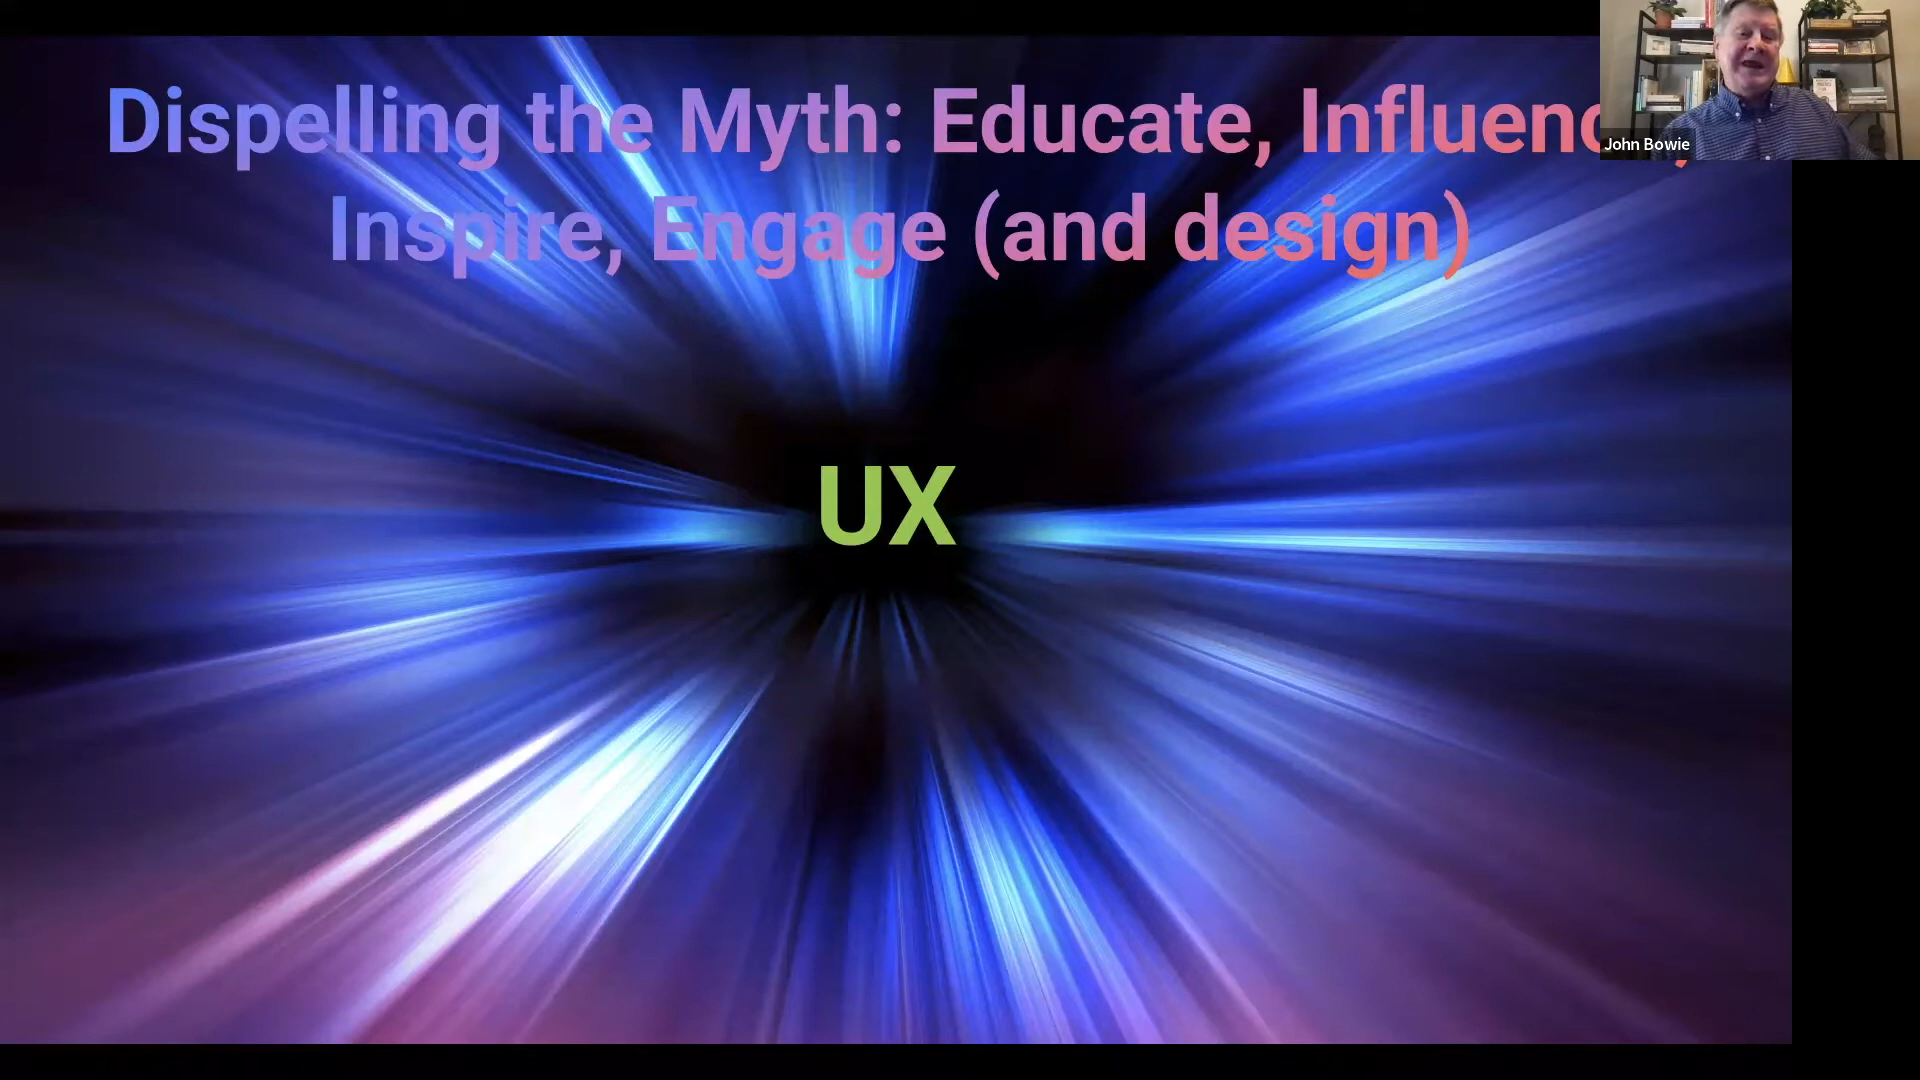 Dispelling the Myth: Educate, Influenc
Inspire, Engage (and design)
UX
John Bowie